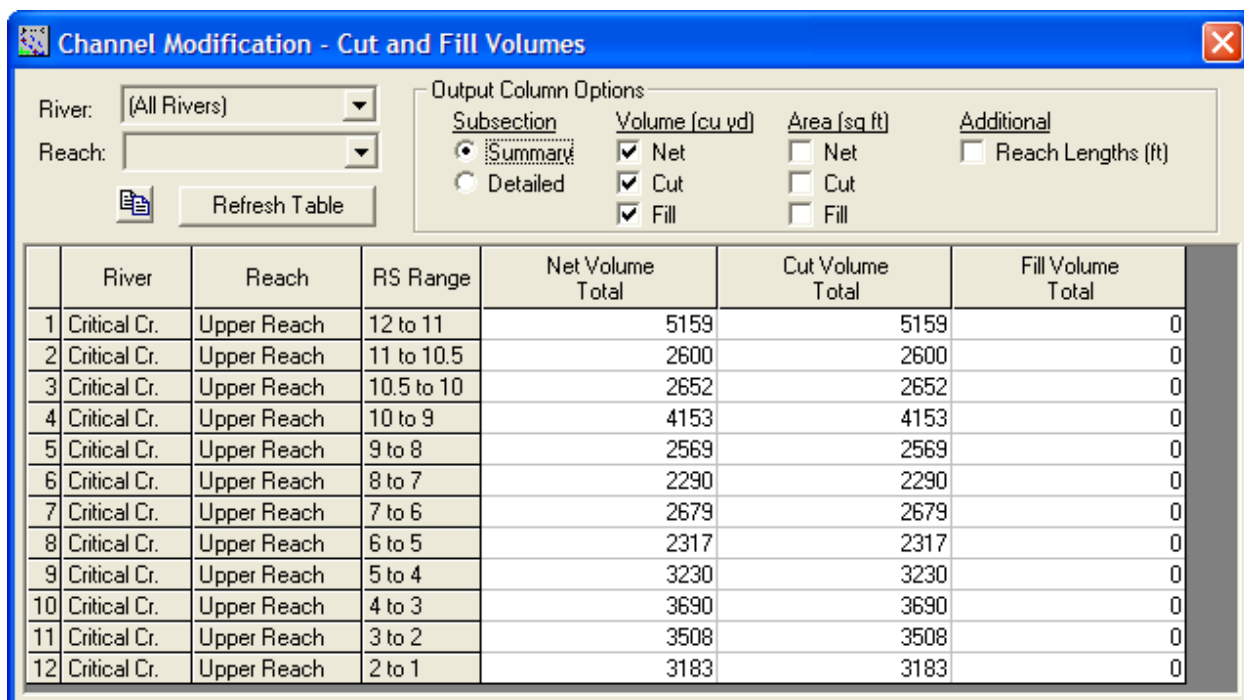 Channel Modification - Cut and Fill Volumes
River: (All Rivers)
Reach:
Refresh Table
Output Column Options
Subsection Volume (cu yd) Area (sq ft) Additional
Summary Net Net Reach Lengths (ft)
Detailed Cut Cut
Fill Fill
River Reach RS Range Net Volume Total Cut Volume Total Fill Volume Total
1 Critical Cr. Upper Reach 12 to 11 5159 5159 0
2 Critical Cr. Upper Reach 11 to 10.5 2600 2600 0
3 Critical Cr. Upper Reach 10.5 to 10 2652 2652 0
4 Critical Cr. Upper Reach 10 to 9 4153 4153 0
5 Critical Cr. Upper Reach 9 to 8 2569 2569 0
6 Critical Cr. Upper Reach 8 to 7 2290 2290 0
7 Critical Cr. Upper Reach 7 to 6 2679 2679 0
8 Critical Cr. Upper Reach 6 to 5 2317 2317 0
9 Critical Cr. Upper Reach 5 to 4 3230 3230 0
10 Critical Cr. Upper Reach 4 to 3 3690 3690 0
11 Critical Cr. Upper Reach 3 to 2 3508 3508 0
12 Critical Cr. Upper Reach 2 to 1 3183 3183 0